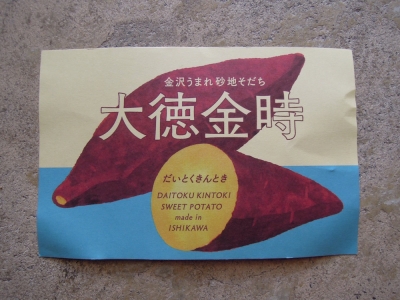 金沢うまれ砂地そだち
大徳金時
だいとくきんとき
DAITOKU KINTOKI
SWEET POTATO
made in
ISHIKAWA